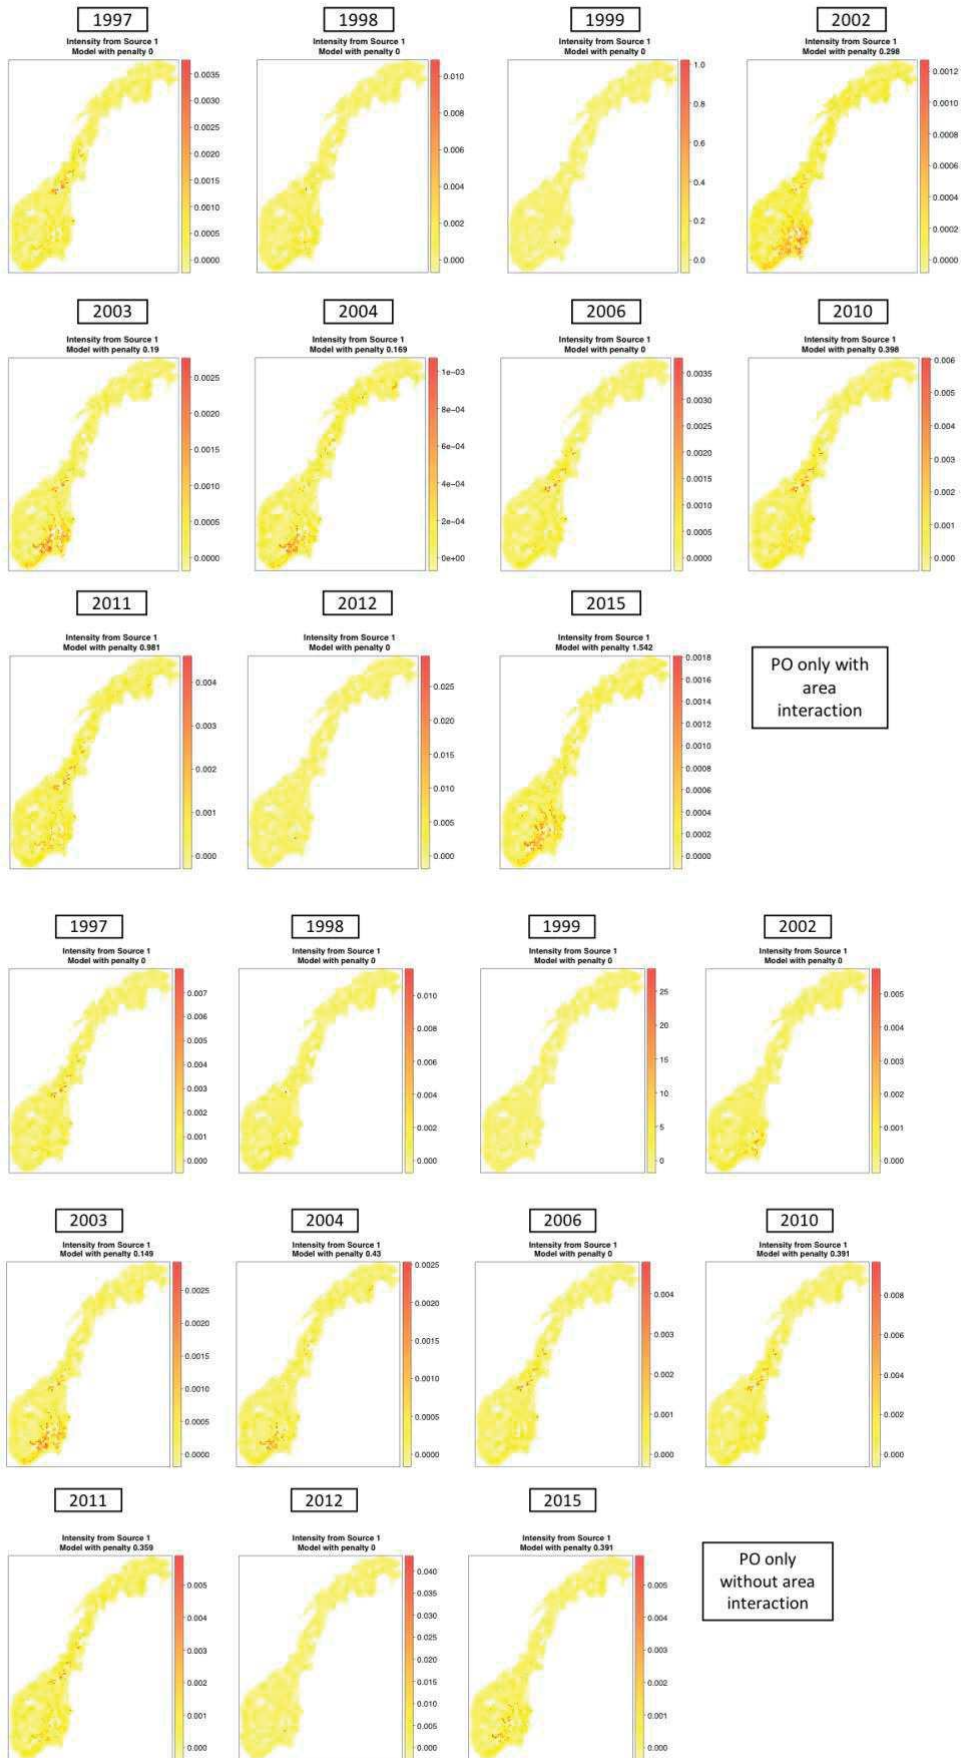 1997
Intensity from Source 1
Model with penalty 0
0.0035
0.0030
0.0025
0.0020
0.0015
0.0010
0.0005
0.0000
1998
Intensity from Source 1
Model with penalty 0
0.010
0.008
0.006
0.004
0.002
0.000
1999
Intensity from Source 1
Model with penalty 0
1.0
0.8
0.6
0.4
0.2
0.0
2002
Intensity from Source 1
Model with penalty 0.298
0.0012
0.0010
0.0008
0.0006
0.0004
0.0002
0.0000
2003
Intensity from Source 1
Model with penalty 0.19
0.0025
0.0020
0.0015
0.0010
0.0005
0.0000
2004
Intensity from Source 1
Model with penalty 0.169
1e-03
8e-04
6e-04
4e-04
2e-04
0e+00
2006
Intensity from Source 1
Model with penalty 0
0.0035
0.0030
0.0025
0.0020
0.0015
0.0010
0.0005
0.0000
2010
Intensity from Source 1
Model with penalty 0.398
0.006
0.005
0.004
0.003
0.002
0.001
0.000
2011
Intensity from Source 1
Model with penalty 0.981
0.004
0.003
0.002
0.001
0.000
2012
Intensity from Source 1
Model with penalty 0
0.025
0.020
0.015
0.010
0.005
0.000
2015
Intensity from Source 1
Model with penalty 1.542
0.0018
0.0016
0.0014
0.0012
0.0010
0.0008
0.0006
0.0004
0.0002
0.0000
PO only with
area
interaction
1997
Intensity from Source 1
Model with penalty 0
0.007
0.006
0.005
0.004
0.003
0.002
0.001
0.000
1998
Intensity from Source 1
Model with penalty 0
0.010
0.008
0.006
0.004
0.002
0.000
1999
Intensity from Source 1
Model with penalty 0
25
20
15
10
5
0
2002
Intensity from Source 1
Model with penalty 0
0.005
0.004
0.003
0.002
0.001
0.000
2003
Intensity from Source 1
Model with penalty 0.149
0.0025
0.0020
0.0015
0.0010
0.0005
0.0000
2004
Intensity from Source 1
Model with penalty 0.43
0.0025
0.0020
0.0015
0.0010
0.0005
0.0000
2006
Intensity from Source 1
Model with penalty 0
0.004
0.003
0.002
0.001
0.000
2010
Intensity from Source 1
Model with penalty 0.391
0.008
0.006
0.004
0.002
0.000
2011
Intensity from Source 1
Model with penalty 0.359
0.005
0.004
0.003
0.002
0.001
0.000
2012
Intensity from Source 1
Model with penalty 0
0.040
0.035
0.030
0.025
0.020
0.015
0.010
0.005
0.000
2015
Intensity from Source 1
Model with penalty 0.391
0.005
0.004
0.003
0.002
0.001
0.000
PO only
without area
interaction